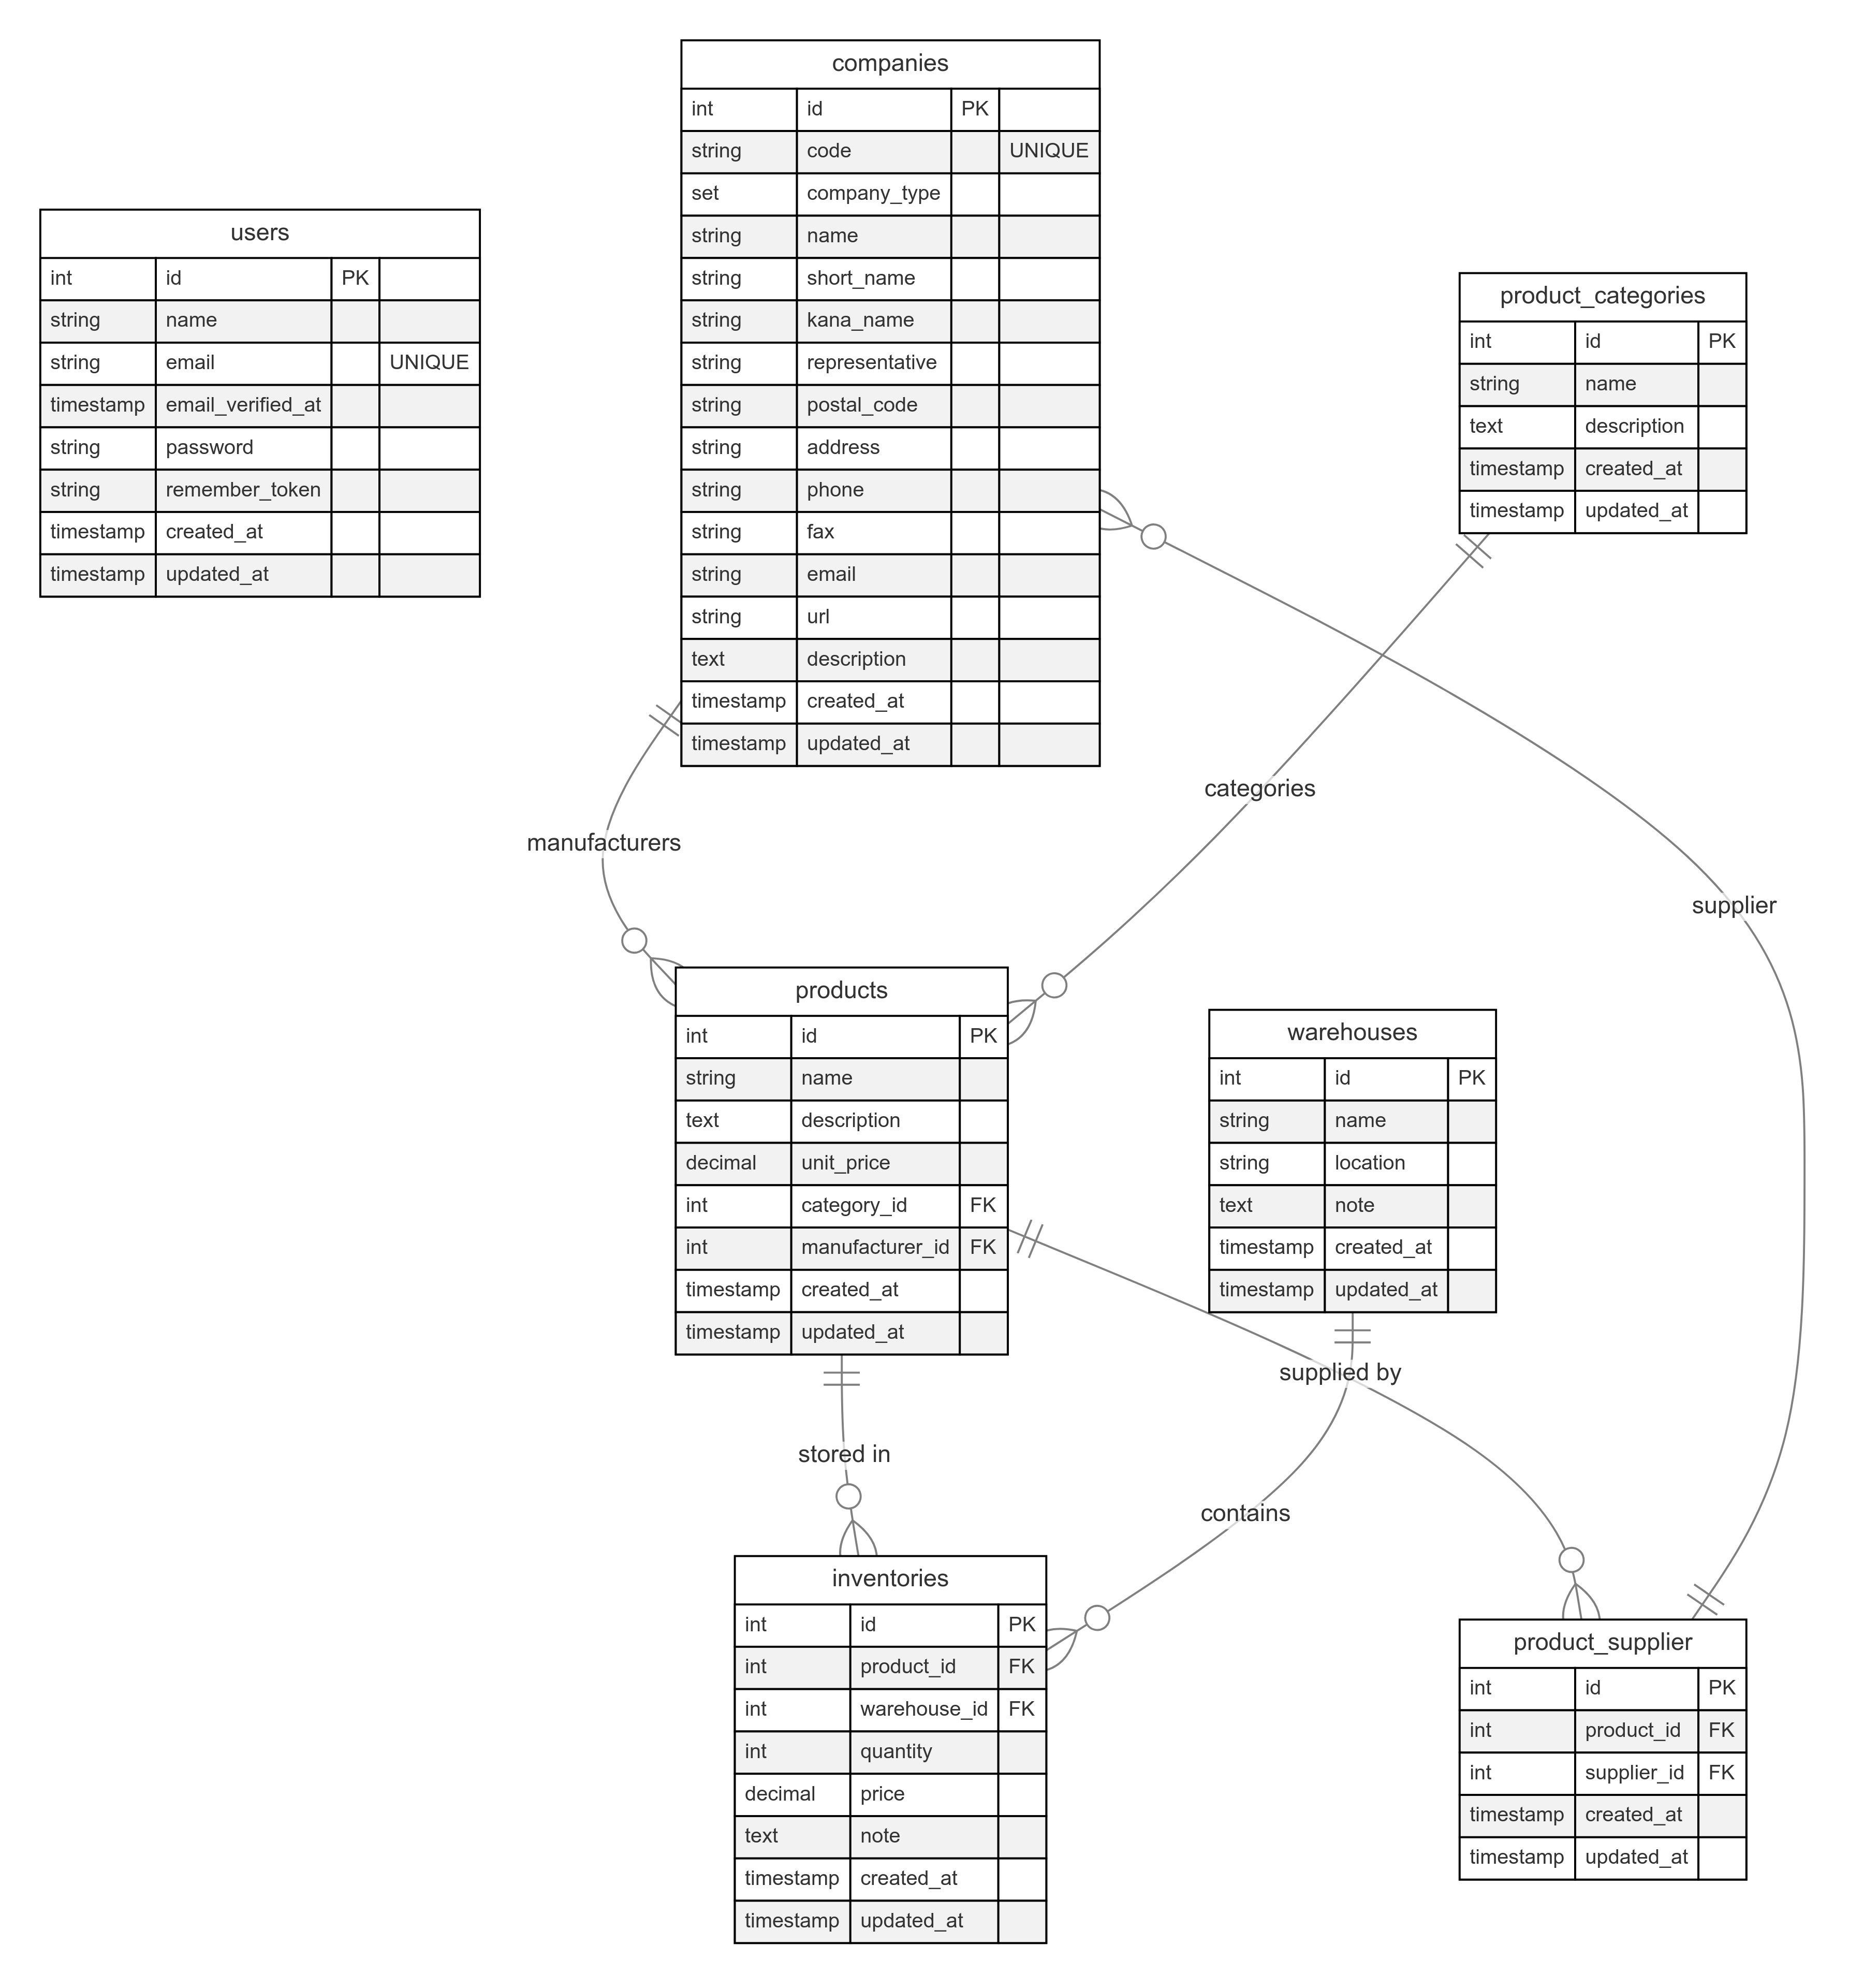 companies
int id PK
string code UNIQUE
set company_type
string name
string short_name
string kana_name
string representative
string postal_code
string address
string phone
string fax
string email
string url
text description
timestamp created_at
timestamp updated_at
users
int id PK
string name
string email UNIQUE
timestamp email_verified_at
string password
string remember_token
timestamp created_at
timestamp updated_at
product_categories
int id PK
string name
text description
timestamp created_at
timestamp updated_at
categories
manufacturers
supplier
products
int id PK
string name
text description
decimal unit_price
int category_id FK
int manufacturer_id FK
timestamp created_at
timestamp updated_at
warehouses
int id PK
string name
string location
text note
timestamp created_at
timestamp updated_at
supplied by
stored in
contains
inventories
int id PK
int product_id FK
int warehouse_id FK
int quantity
decimal price
text note
timestamp created_at
timestamp updated_at
product_supplier
int id PK
int product_id FK
int supplier_id FK
timestamp created_at
timestamp updated_at